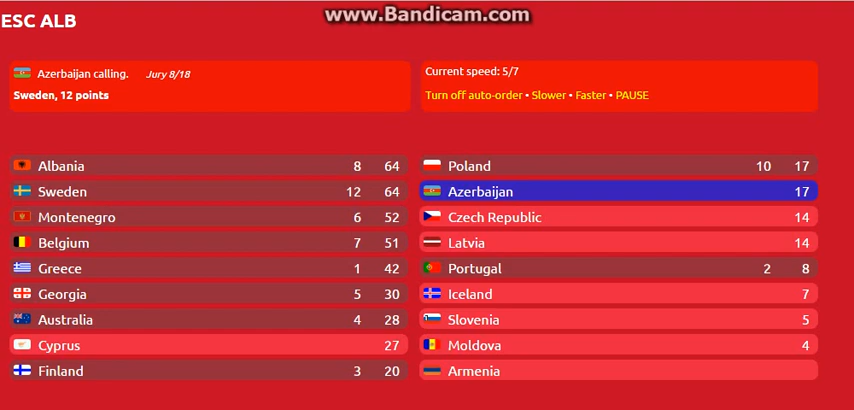 www.Bandicam.com
ESC ALB
Azerbaijan calling. Jury 8/18
Sweden, 12 points
Current speed: 5/7
Turn off auto-order • Slower • Faster • PAUSE
Albania 8 64
Sweden 12 64
Montenegro 6 52
Belgium 7 51
Greece 1 42
Georgia 5 30
Australia 4 28
Cyprus 27
Finland 3 20
Poland 10 17
Azerbaijan 17
Czech Republic 14
Latvia 14
Portugal 2 8
Iceland 7
Slovenia 5
Moldova 4
Armenia